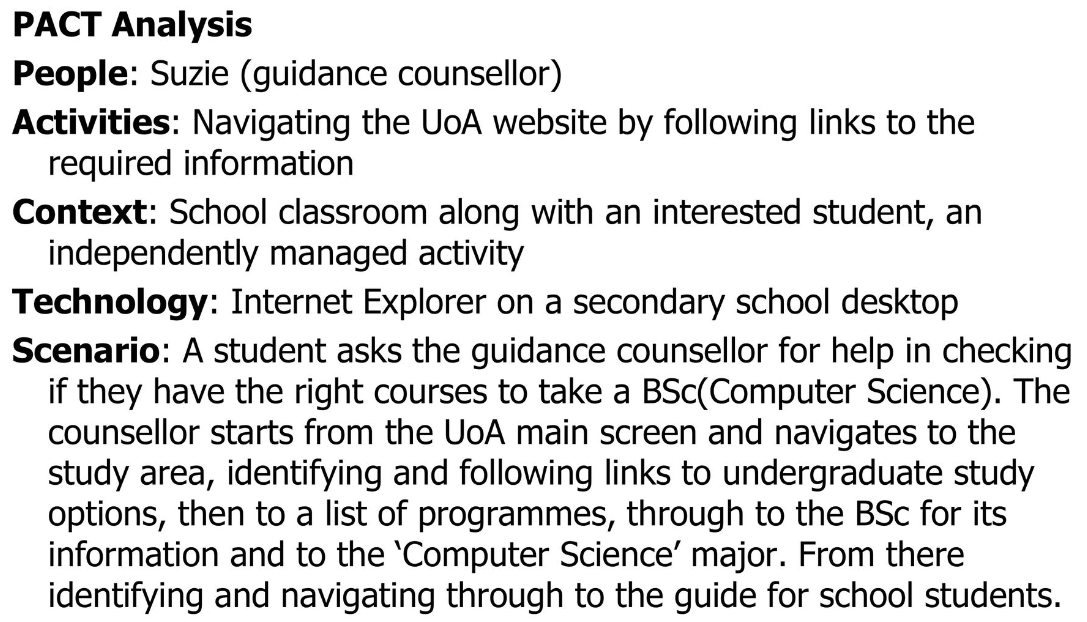 PACT Analysis
People: Suzie (guidance counsellor)
Activities: Navigating the UoA website by following links to the
required information
Context: School classroom along with an interested student, an
independently managed activity
Technology: Internet Explorer on a secondary school desktop
Scenario: A student asks the guidance counsellor for help in checking
if they have the right courses to take a BSc(Computer Science). The
counsellor starts from the UoA main screen and navigates to the
study area, identifying and following links to undergraduate study
options, then to a list of programmes, through to the BSc for its
information and to the ‘Computer Science’ major. From there
identifying and navigating through to the guide for school students.